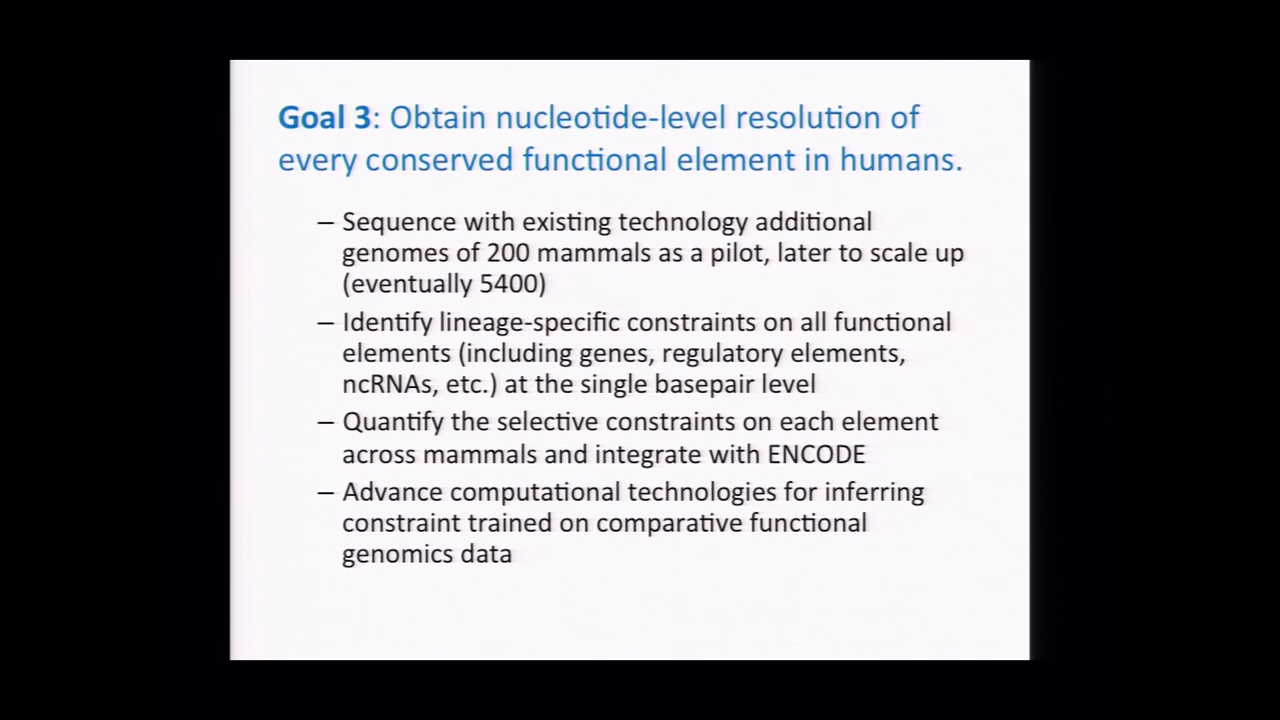 Goal 3: Obtain nucleotide-level resolution of
every conserved functional element in humans.
– Sequence with existing technology additional
genomes of 200 mammals as a pilot, later to scale up
(eventually 5400)
– Identify lineage-specific constraints on all functional
elements (including genes, regulatory elements,
ncRNAs, etc.) at the single basepair level
– Quantify the selective constraints on each element
across mammals and integrate with ENCODE
– Advance computational technologies for inferring
constraint trained on comparative functional
genomics data